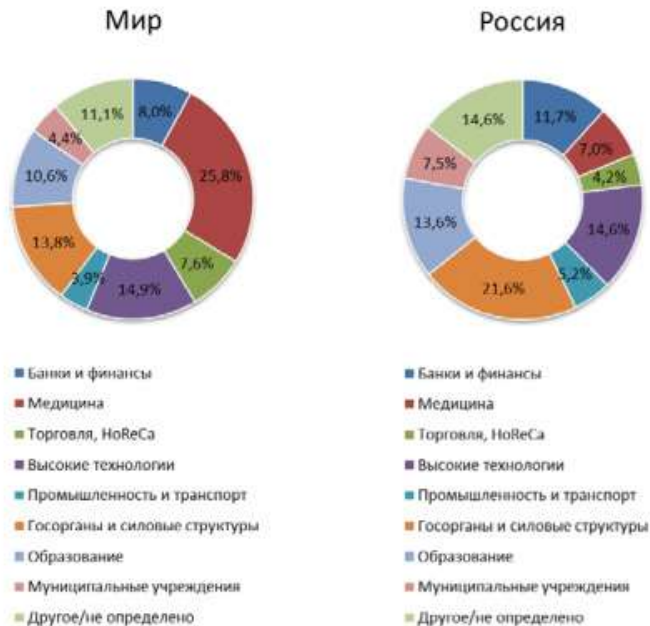 Мир
8,0%
25,8%
7,6%
14,9%
3,9%
13,8%
10,6%
4,4%
11,1%
Банки и финансы
Медицина
Торговля, HoReCa
Высокие технологии
Промышленность и транспорт
Госорганы и силовые структуры
Образование
Муниципальные учреждения
Другое/не определено
Россия
11,7%
7,0%
4,2%
14,6%
5,2%
21,6%
13,6%
7,5%
14,6%
Банки и финансы
Медицина
Торговля, HoReCa
Высокие технологии
Промышленность и транспорт
Госорганы и силовые структуры
Образование
Муниципальные учреждения
Другое/не определено